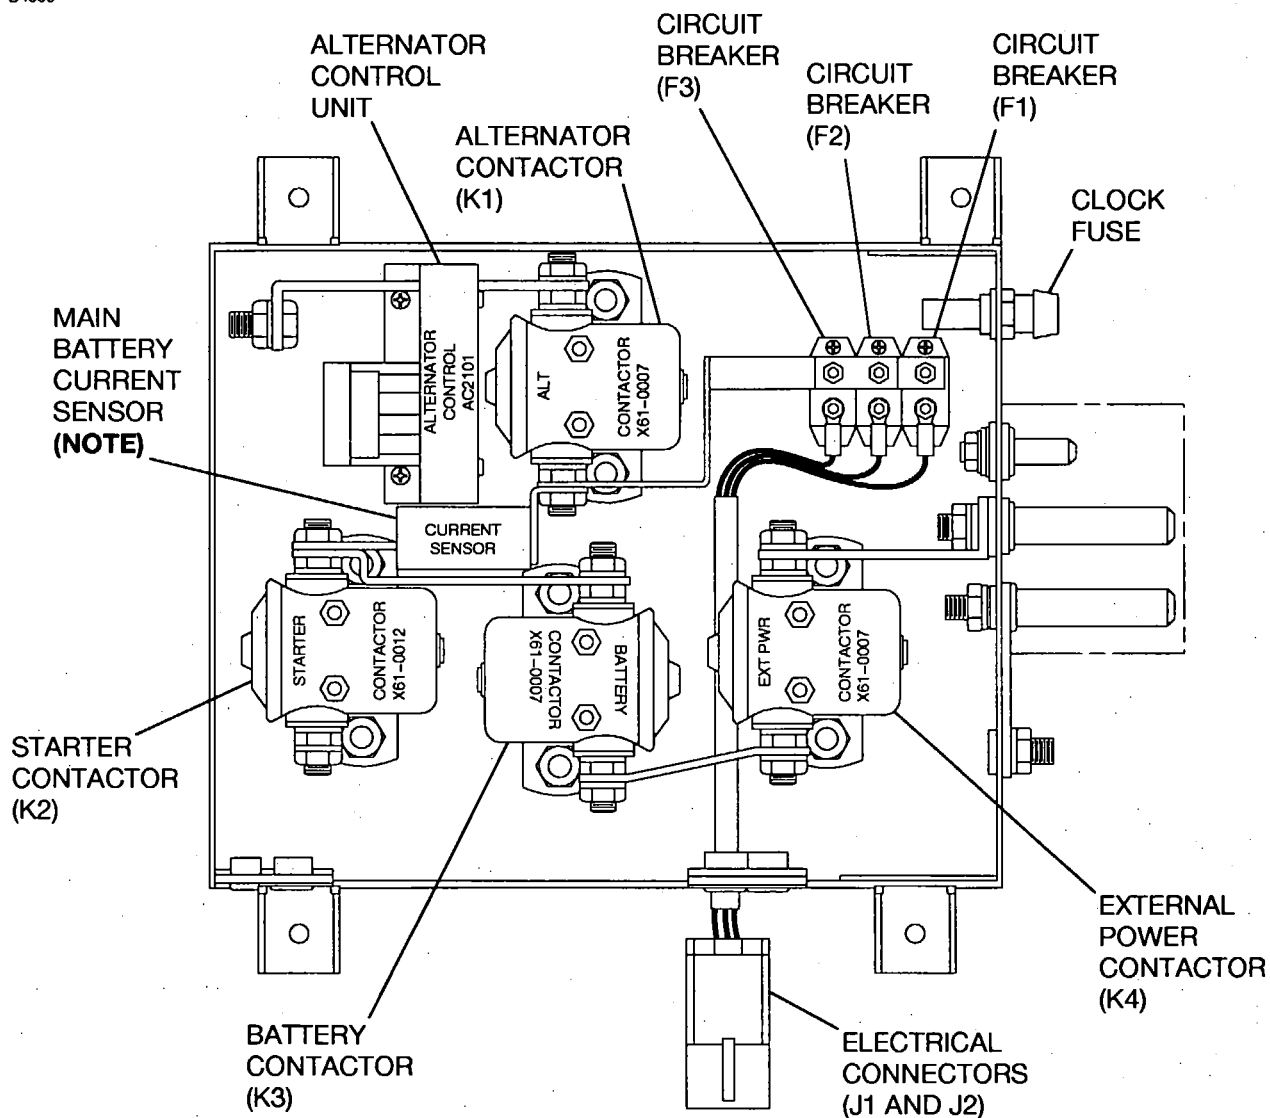 ALTERNATOR
CONTROL
UNIT
CIRCUIT
BREAKER
(F3)
CIRCUIT
BREAKER
(F2)
CIRCUIT
BREAKER
(F1)
ALTERNATOR
CONTACTOR
(K1)
CLOCK
FUSE
MAIN
BATTERY
CURRENT
SENSOR
(NOTE)
ALTERNATOR
CONTROL
AC2101
ALT
CONTACTOR
X61-0007
CURRENT
SENSOR
STARTER
CONTACTOR
X61-0012
BATTERY
CONTACTOR
X61-0007
EXT PWR
CONTACTOR
X61-0007
STARTER
CONTACTOR
(K2)
BATTERY
CONTACTOR
(K3)
ELECTRICAL
CONNECTORS
(J1 AND J2)
EXTERNAL
POWER
CONTACTOR
(K4)